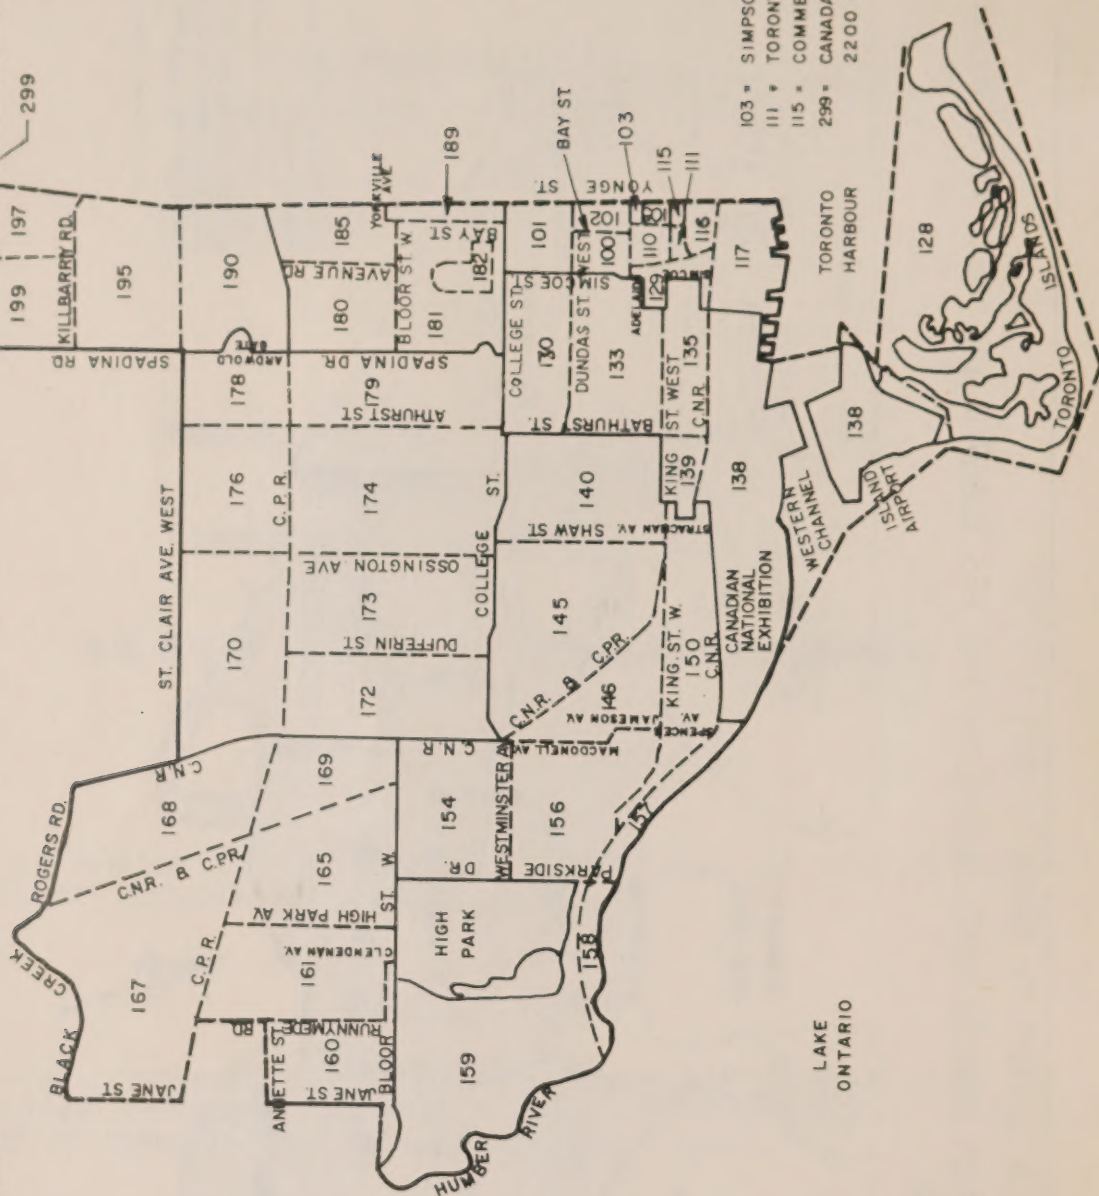 299
197
199
KILLBARRY RD.
195
YORKVILLE AVE
189
190
185
AVENUE RD
180
BLOOR ST. W.
BAY ST.
182
181
SPADINA RD
ARDWOLD GATE
SPADINA DR.
178
179
ATHURST ST.
176
C.P.R.
174
ST. CLAIR AVE. WEST
OSSINGTON AVE
170
173
DUFFERIN ST.
172
COLLEGE ST.
BAY ST
103
115
111
YONGE ST.
101
102
100
110
116
117
SIMCOE ST.
DUNDAS ST. WEST
129
COLLEGE ST.
130
133
135
KING ST. WEST
C.N.R.
BATHURST ST.
139
138
140
SHAW ST.
STRACHAN AV.
145
C.N.R. & C.P.R.
146
KING. ST. W.
150
C.N.R.
JAMESON AV.
SPENCER AV.
MACDONELL AV.
CANADIAN
NATIONAL
EXHIBITION
WESTERN
CHANNEL
ISLAND
AIRPORT
138
TORONTO
HARBOUR
128
TORONTO ISLANDS
103 = SIMPSO
111 = TORON
115 = COMME
299 = CANADA
2200
ROGERS RD.
C.N.R.
168
C.N.R. & C.P.R.
169
165
HIGH PARK AV.
BLACK CREEK
167
C.P.R.
CLENDENAN AV.
161
RUNNYMEDE RD
ANNETTE ST.
160
JANE ST
JANE ST.
BLOOR ST. W.
C.N.R.
154
WESTMINSTER A
156
PARKSIDE DR.
157
158
HIGH
PARK
159
HUMBER RIVER
LAKE
ONTARIO